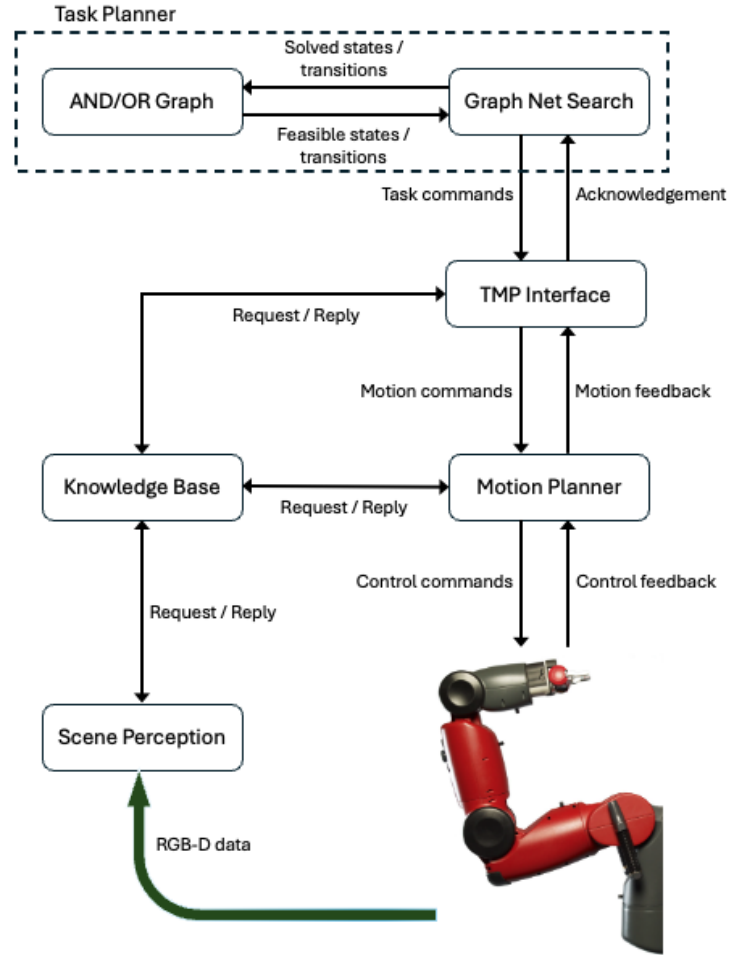 Task Planner
Solved states /
transitions
AND/OR Graph
Graph Net Search
Feasible states /
transitions
Task commands
Acknowledgement
TMP Interface
Request / Reply
Motion commands
Motion feedback
Knowledge Base
Motion Planner
Request / Reply
Control commands
Control feedback
Request / Reply
Scene Perception
RGB-D data